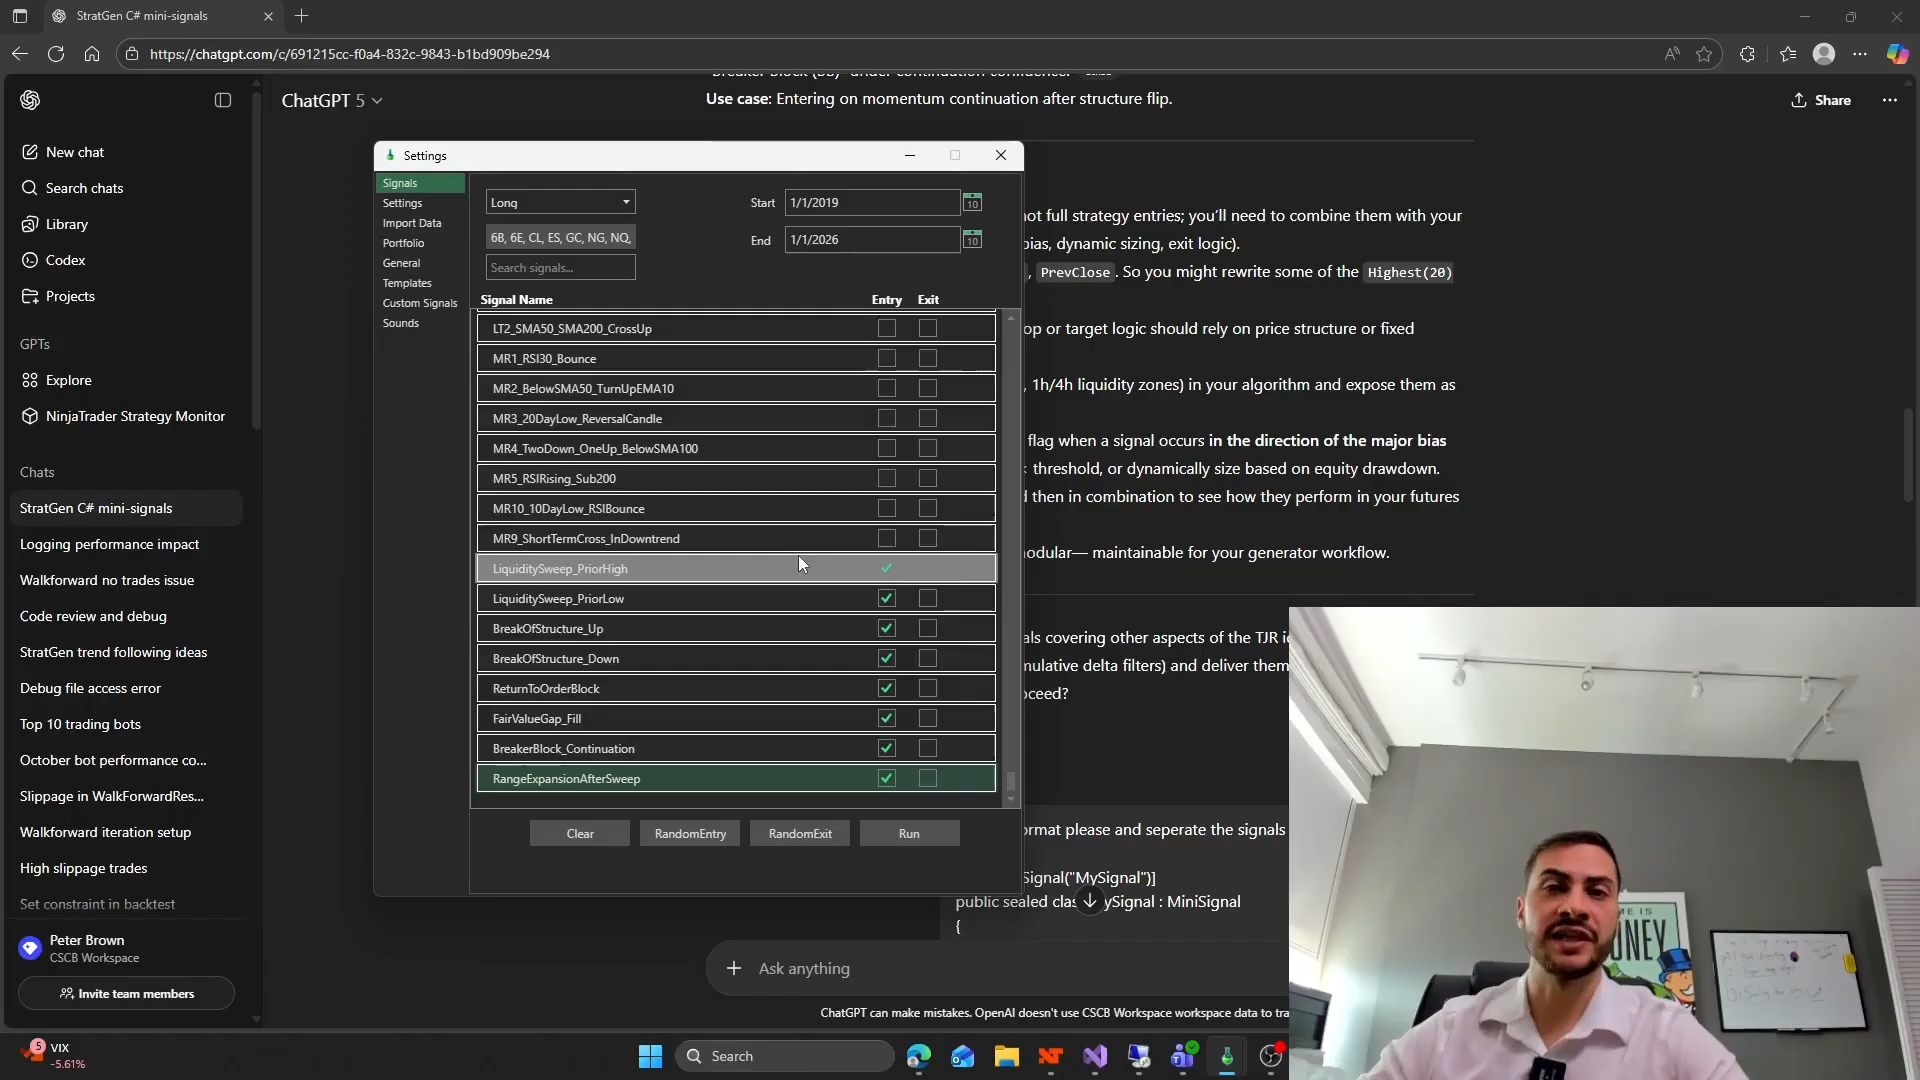 StratGen C# mini-signals
https://chatgpt.com/c/691215cc-f0a4-832c-9843-b1bd909be294
ChatGPT 5
Share
Use case: Entering on momentum continuation after structure flip.
New chat
Search chats
Library
Codex
Projects
GPTs
Explore
NinjaTrader Strategy Monitor
Chats
StratGen C# mini-signals
Logging performance impact
Walkforward no trades issue
Code review and debug
StratGen trend following ideas
Debug file access error
Top 10 trading bots
October bot performance co...
Slippage in WalkForwardRes...
Walkforward iteration setup
High slippage trades
Set constraint in backtest
Peter Brown
CSCB Workspace
Invite team members
Settings
Signals
Settings
Import Data
Portfolio
General
Templates
Custom Signals
Sounds
Long
6B, 6E, CL, ES, GC, NG, NQ,
Search signals...
Start 1/1/2019 10
End 1/1/2026 10
Signal Name Entry Exit
LT2_SMA50_SMA200_CrossUp
MR1_RSI30_Bounce
MR2_BelowSMA50_TurnUpEMA10
MR3_20DayLow_ReversalCandle
MR4_TwoDown_OneUp_BelowSMA100
MR5_RSIRising_Sub200
MR10_10DayLow_RSIBounce
MR9_ShortTermCross_InDowntrend
LiquiditySweep_PriorHigh
LiquiditySweep_PriorLow
BreakOfStructure_Up
BreakOfStructure_Down
ReturnToOrderBlock
FairValueGap_Fill
BreakerBlock_Continuation
RangeExpansionAfterSweep
Clear RandomEntry RandomExit Run
not full strategy entries; you'll need to combine them with your
bias, dynamic sizing, exit logic).
, PrevClose . So you might rewrite some of the Highest(20)
op or target logic should rely on price structure or fixed
, 1h/4h liquidity zones) in your algorithm and expose them as
flag when a signal occurs in the direction of the major bias
threshold, or dynamically size based on equity drawdown.
then in combination to see how they perform in your futures
odular— maintainable for your generator workflow.
als covering other aspects of the TJR
mulative delta filters) and deliver them
oceed?
ormat please and seperate the signals
Signal("MySignal")]
public sealed class MySignal : MiniSignal
{
Ask anything
ChatGPT can make mistakes. OpenAI doesn't use CSCB Workspace workspace data to tra
5
VIX
-5.61%
Search